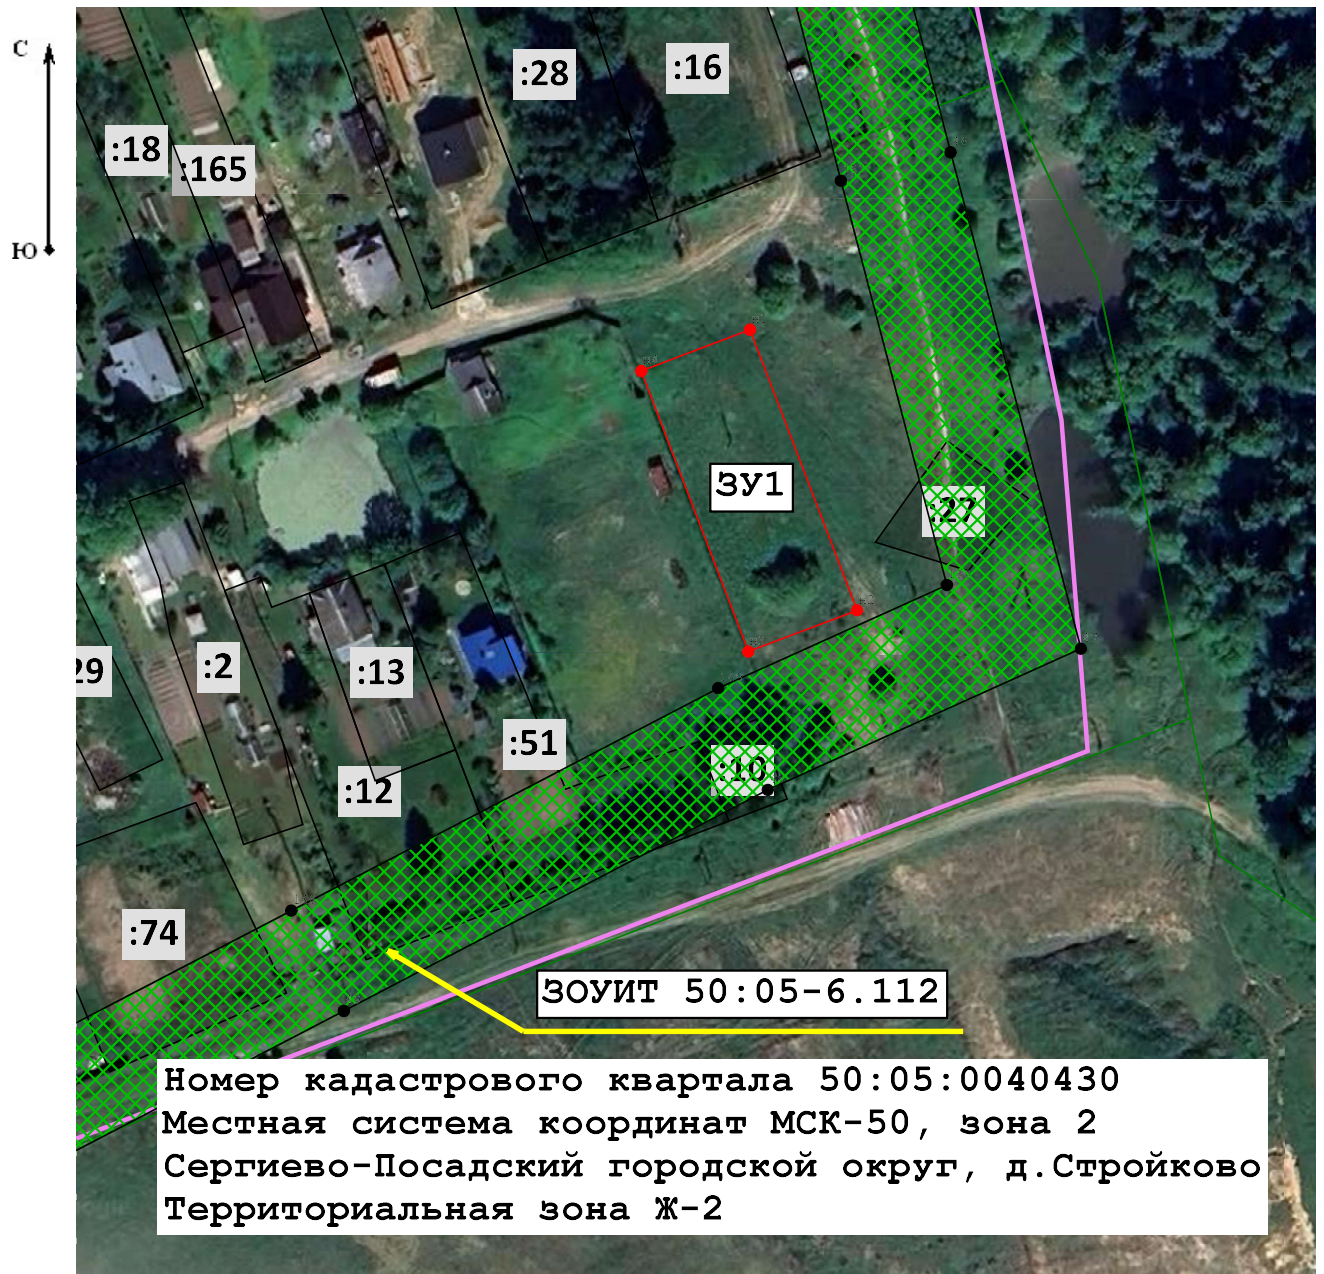 С
Ю
:28
:16
:18
:165
ЗУ1
:27
29
:2
:13
:51
:10
:12
:74
ЗОУИТ 50:05-6.112
Номер кадастрового квартала 50:05:0040430
Местная система координат МСК-50, зона 2
Сергиево-Посадский городской округ, д.Стройково
Территориальная зона Ж-2